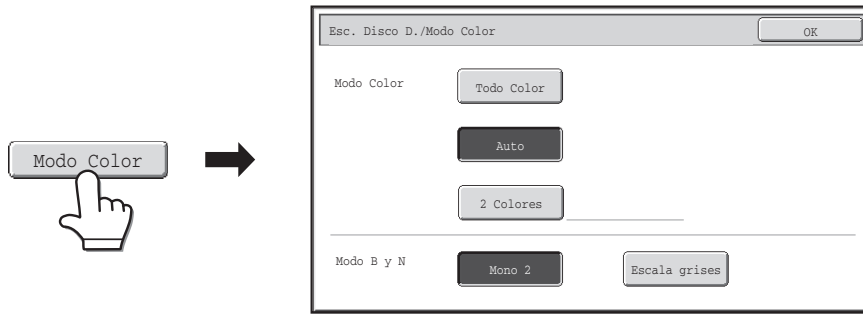 Esc. Disco D./Modo Color OK
Modo Color Todo Color
Modo Color
Auto
2 Colores
Modo B y N Mono 2 Escala grises